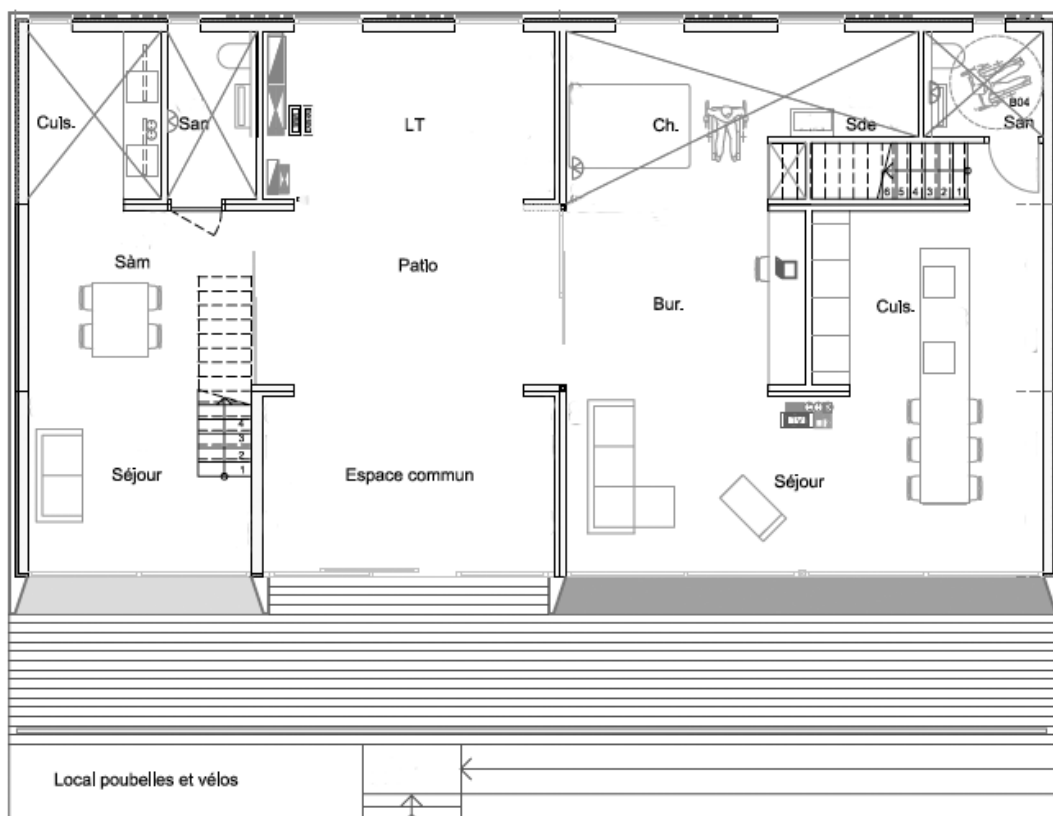 Cuis.
San
LT
Ch.
Sde
B04
San
6 5 4 3 2 1
Sàm
Patio
Bur.
Cuis.
4
3
2
1
Séjour
Espace commun
Séjour
Local poubelles et vélos